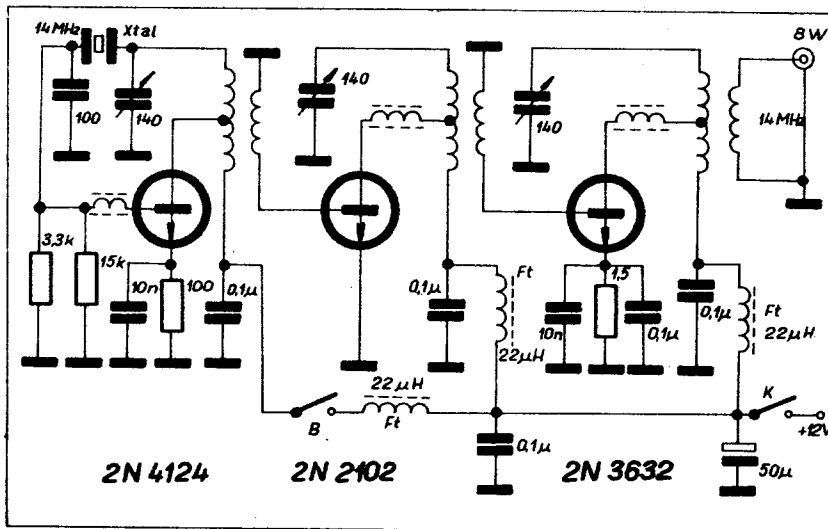 14MHz
Xtal
100
140
140
140
8W
14MHz
3,3k
15k
10n
100
0,1µ
0,1µ
Ft
22µH
10n
1,5
0,1µ
0,1µ
Ft
22µH
22µH
Ft
B
K
+12V
0,1µ
50µ
2N 4124
2N 2102
2N 3632